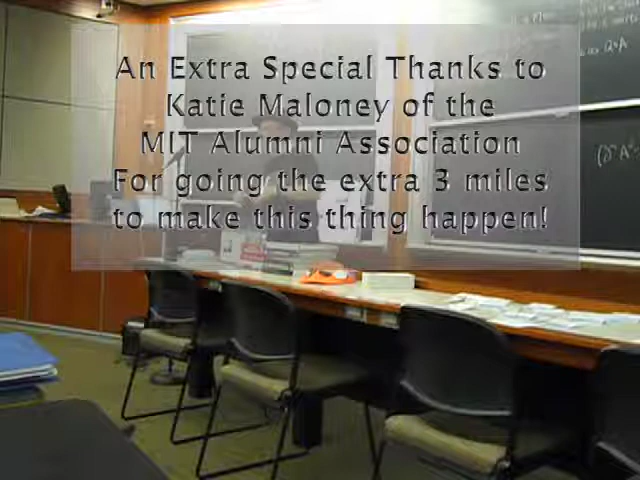 An Extra Special Thanks to
Katie Maloney of the
MIT Alumni Association
For going the extra 3 miles
to make this thing happen!